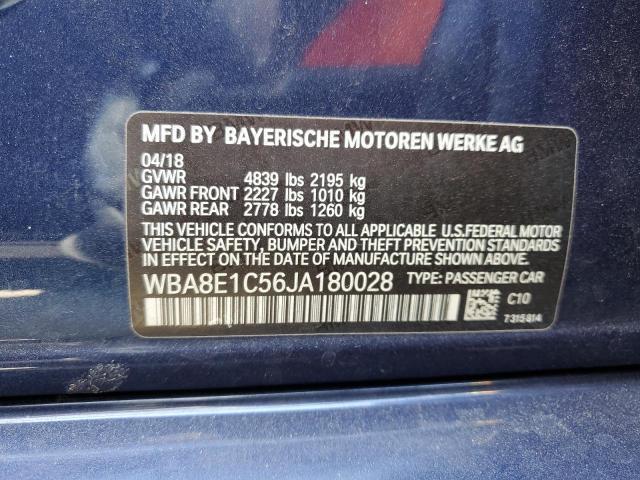 MFD BY BAYERISCHE MOTOREN WERKE AG
04/18
GVWR 4839 lbs 2195 kg
GAWR FRONT 2227 lbs 1010 kg
GAWR REAR 2778 lbs 1260 kg
THIS VEHICLE CONFORMS TO ALL APPLICABLE U.S.FEDERAL MOTOR
VEHICLE SAFETY, BUMPER AND THEFT PREVENTION STANDARDS
IN EFFECT ON THE DATE OF MANUFACTURE SHOWN ABOVE.
WBA8E1C56JA180028 TYPE: PASSENGER CAR
C10
7315814